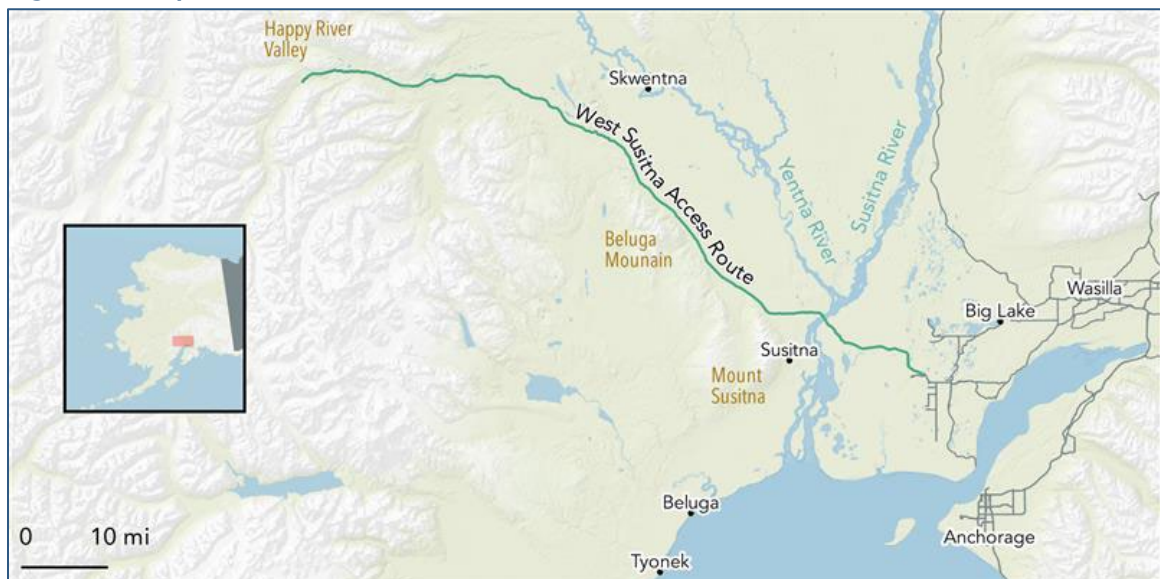 Happy River
Valley
Skwentna
West Susitna Access Route
Yentna River
Susitna River
Beluga
Mounain
Wasilla
Big Lake
Susitna
Mount
Susitna
Beluga
Anchorage
Tyonek
0 10 mi